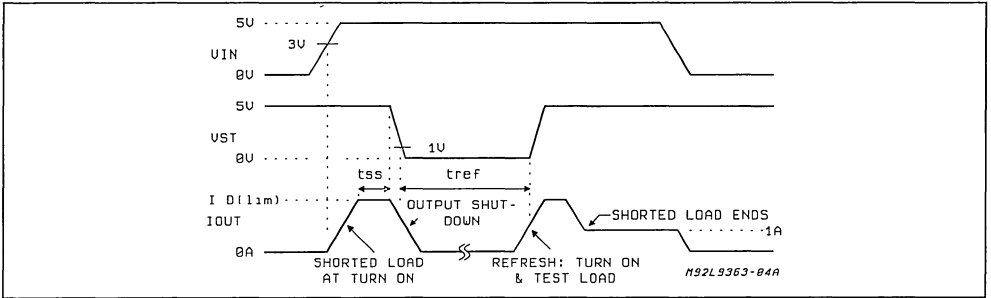 5V
3V
VIN
0V
5V
VST
1V
0V
tss
tref
I D(lim)
OUTPUT SHUT-
DOWN
IOUT
SHORTED LOAD ENDS
1A
0A
SHORTED LOAD
AT TURN ON
REFRESH: TURN ON
& TEST LOAD
M92L9363-04A